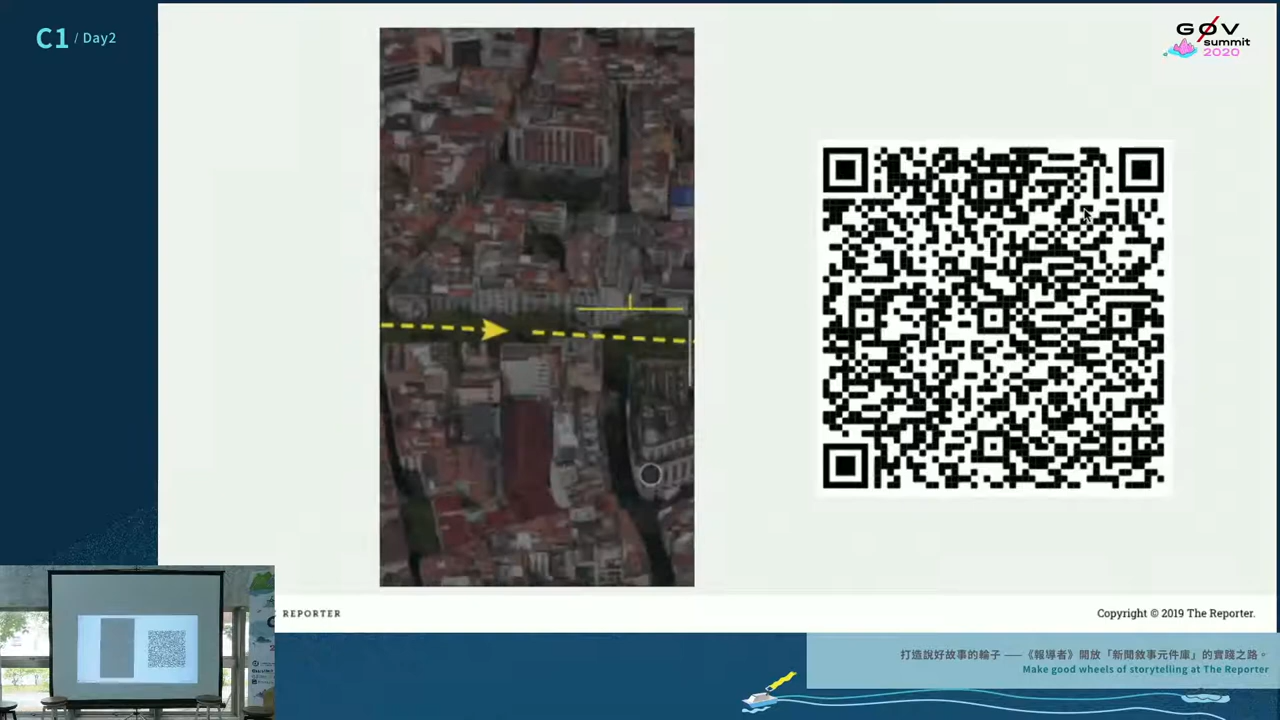 C1 / Day2
G0V
summit
2020
REPORTER
Copyright © 2019 The Reporter.
打造說好故事的輪子 ——《報導者》開放「新聞敘事元件庫」的實踐之路。
Make good wheels of storytelling at The Reporter